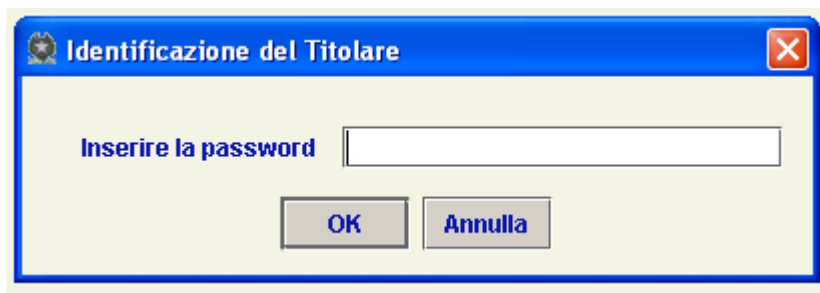 Identificazione del Titolare
Inserire la password
OK
Annulla